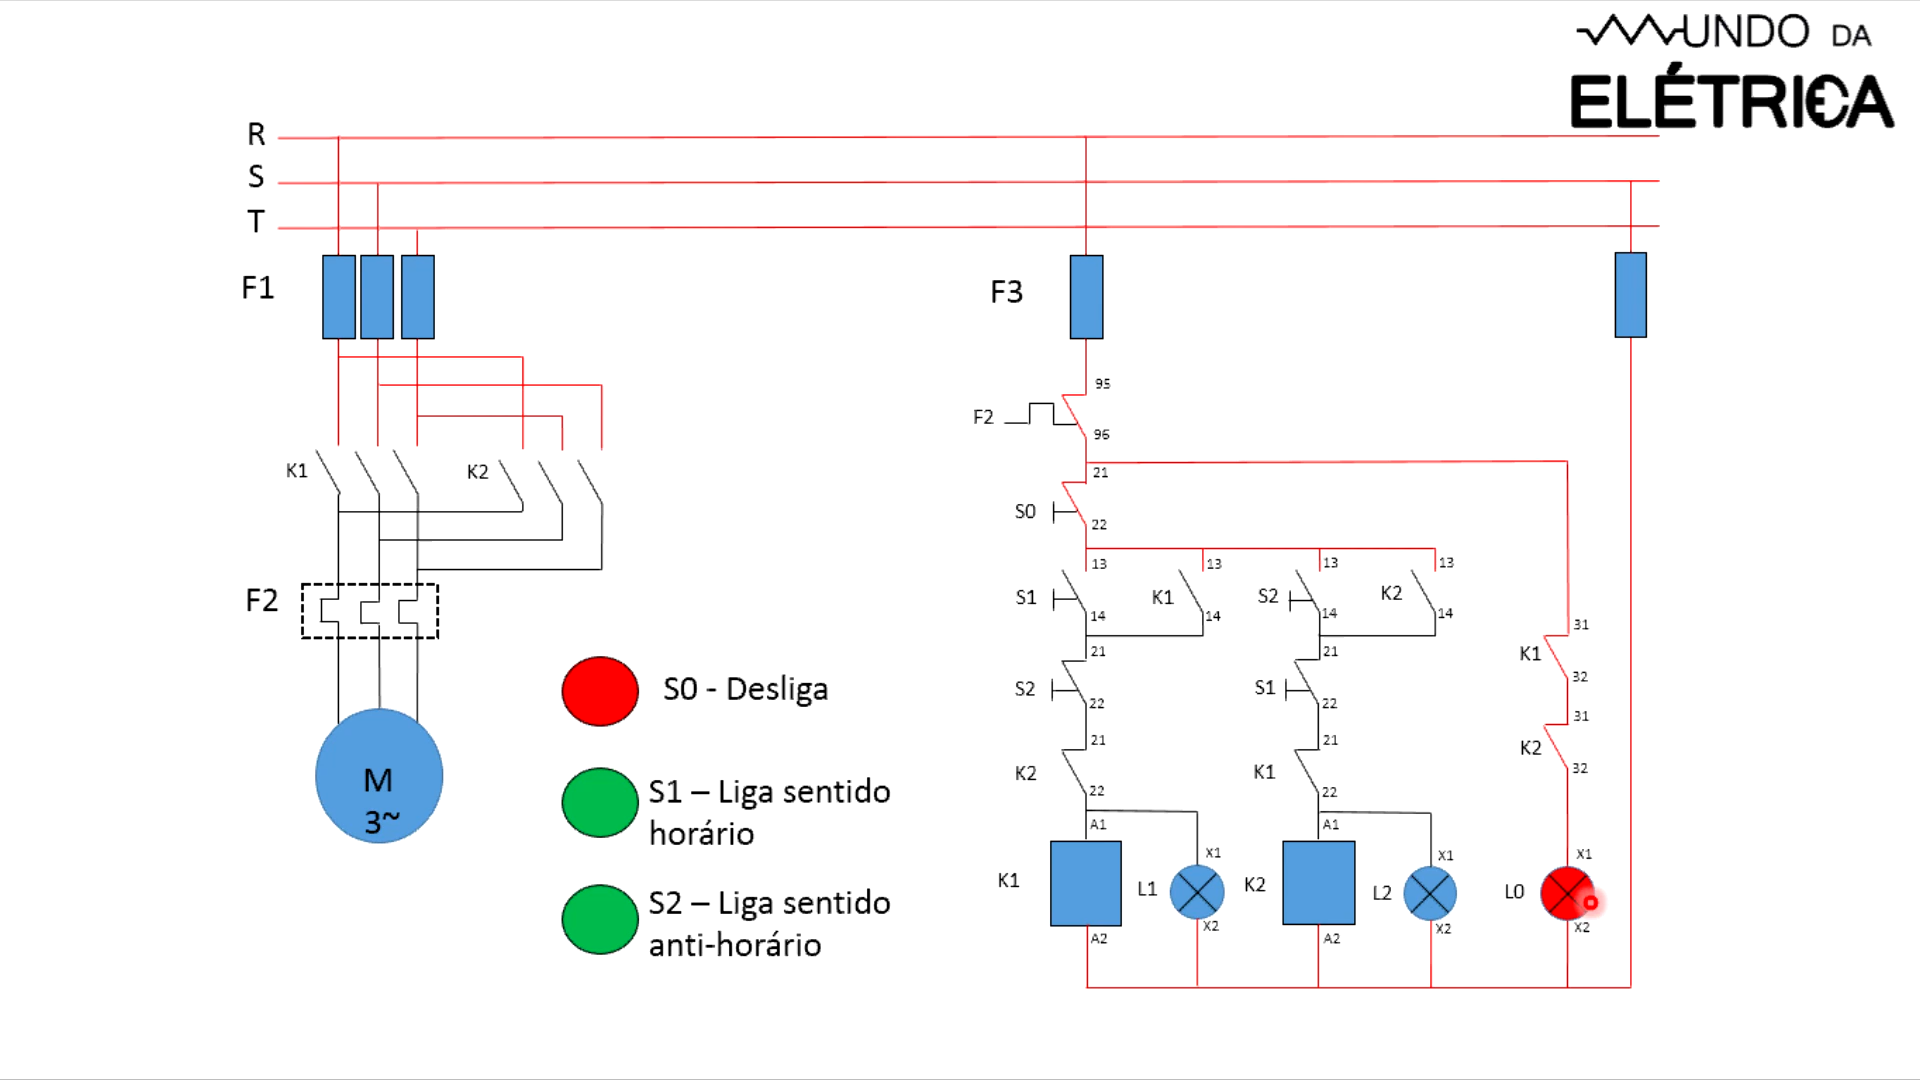 MUNDO DA
ELÉTRICA
R
S
T
F1
F3
95
F2
96
K1
K2
21
S0
22
13
13
13
13
S1
K1
S2
K2
14
14
14
14
F2
31
K1
32
21
21
S2
S1
22
22
31
K2
32
21
21
K2
K1
22
22
S0 - Desliga
M
3~
S1 – Liga sentido
horário
S2 – Liga sentido
anti-horário
A1
A1
X1
X1
X1
K1
L1
K2
L2
L0
X2
X2
X2
A2
A2